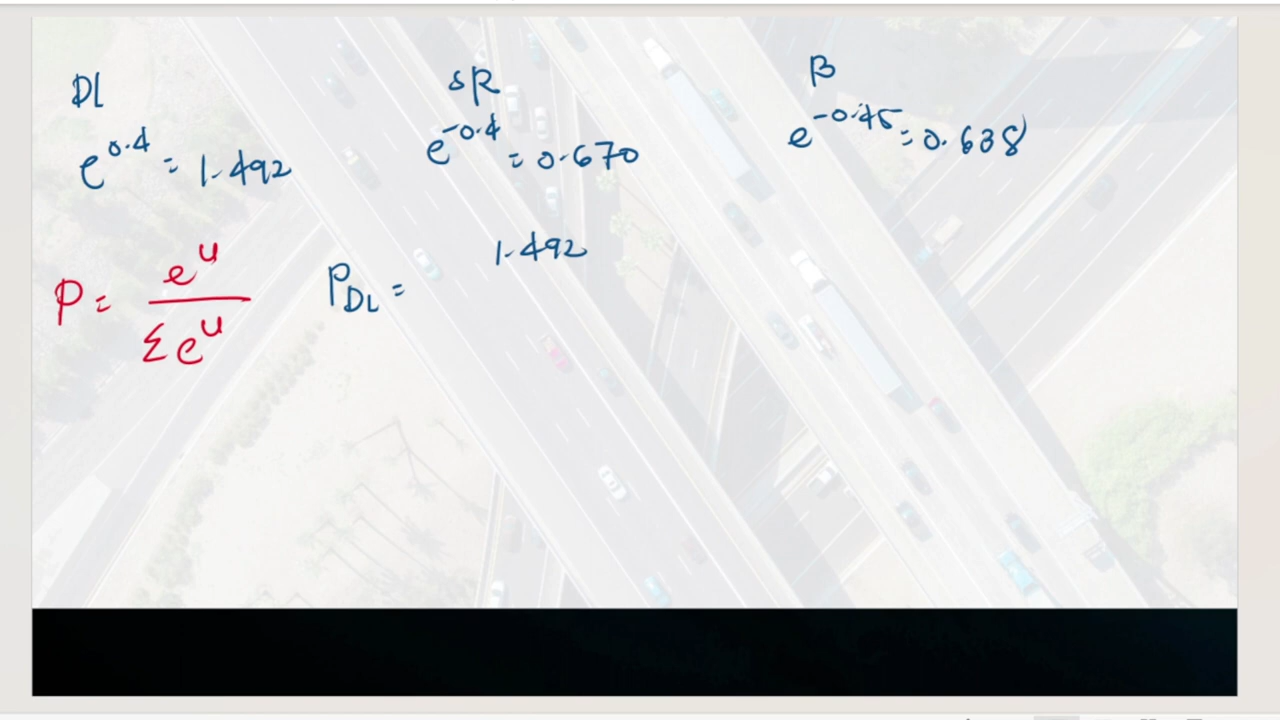 DL
SR
B
e^0.4 = 1.492
e^-0.4 = 0.670
e^-0.45 = 0.638
P = e^u / Σe^u
P_DL =
1.492